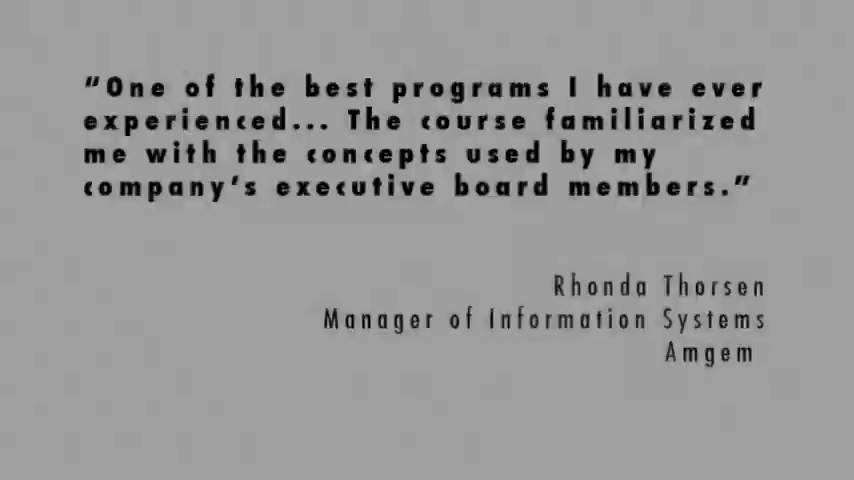 "One of the best programs I have ever
experienced... The course familiarized
me with the concepts used by my
company's executive board members."
Rhonda Thorsen
Manager of Information Systems
Amgem